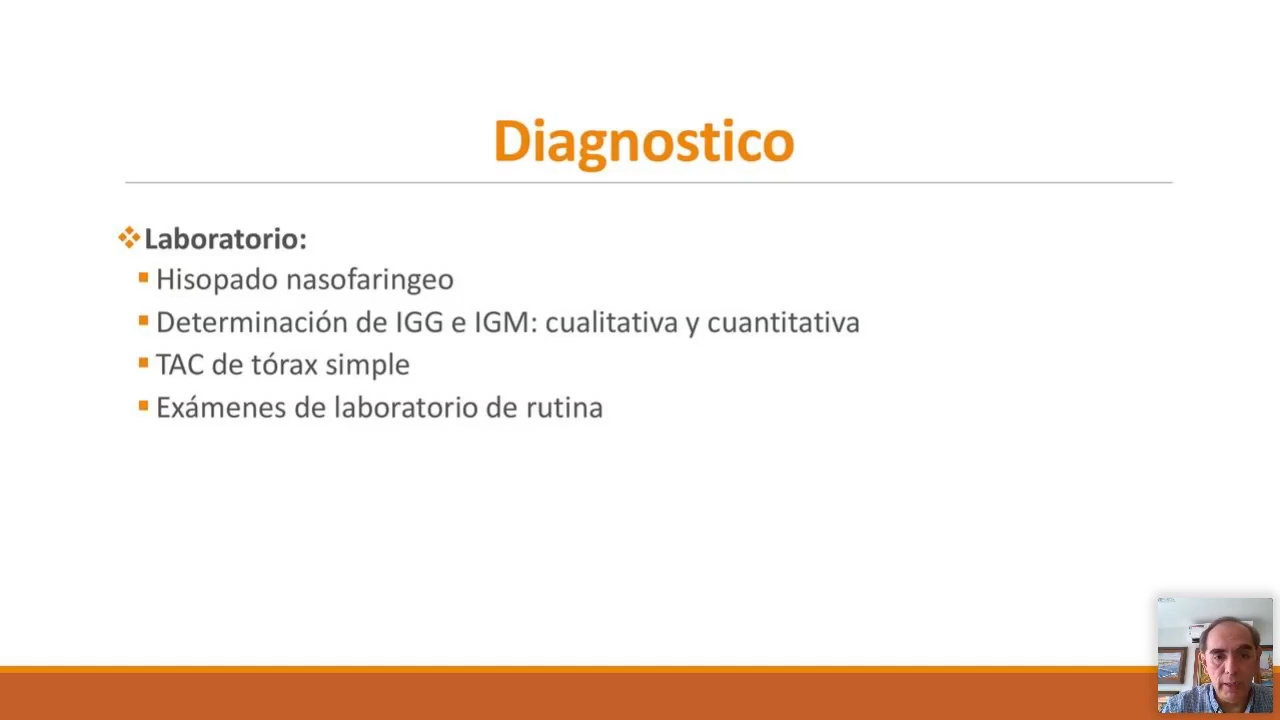 Diagnostico
Laboratorio:
Hisopado nasofaringeo
Determinación de IGG e IGM: cualitativa y cuantitativa
TAC de tórax simple
Exámenes de laboratorio de rutina